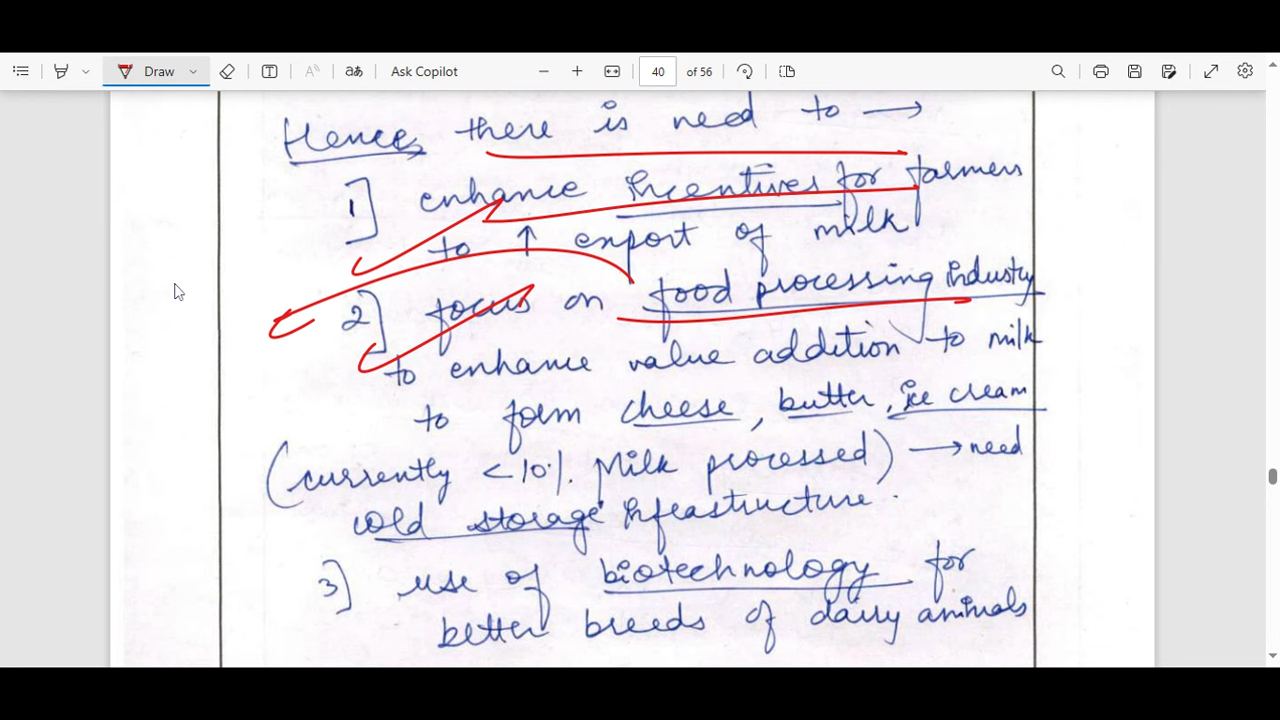 Draw
Ask Copilot
40 of 56
Hence, there is need to →
1] enhance incentives for farmers
to ↑ export of milk
2] focus on food processing industry
to enhance value addition to milk
to form cheese, butter, ice cream
(currently <10%. Milk processed) → need
cold storage infrastructure.
3] use of biotechnology for
better breeds of dairy animals